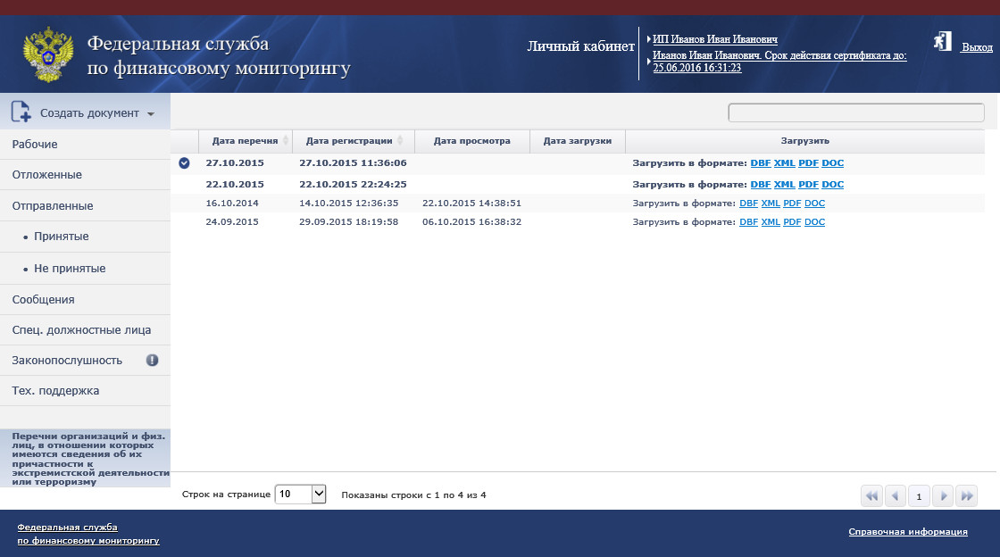 Федеральная служба
по финансовому мониторингу
Личный кабинет
ИП Иванов Иван Иванович
Иванов Иван Иванович. Срок действия сертификата до:
25.06.2016 16:31:23
Выход
Создать документ
Рабочие
Отложенные
Отправленные
Принятые
Не принятые
Сообщения
Спец. должностные лица
Законопослушность
Тех. поддержка
Перечни организаций и физ.
лиц, в отношении которых
имеются сведения об их
причастности к
экстремистской деятельности
или терроризму
Дата перечня Дата регистрации Дата просмотра Дата загрузки Загрузить
27.10.2015 27.10.2015 11:36:06 Загрузить в формате: DBF XML PDF DOC
22.10.2015 22.10.2015 22:24:25 Загрузить в формате: DBF XML PDF DOC
16.10.2014 14.10.2015 12:36:35 22.10.2015 14:38:51 Загрузить в формате: DBF XML PDF DOC
24.09.2015 29.09.2015 18:19:58 06.10.2015 16:38:32 Загрузить в формате: DBF XML PDF DOC
Строк на странице 10 Показаны строки с 1 по 4 из 4 1
Федеральная служба
по финансовому мониторингу
Справочная информация